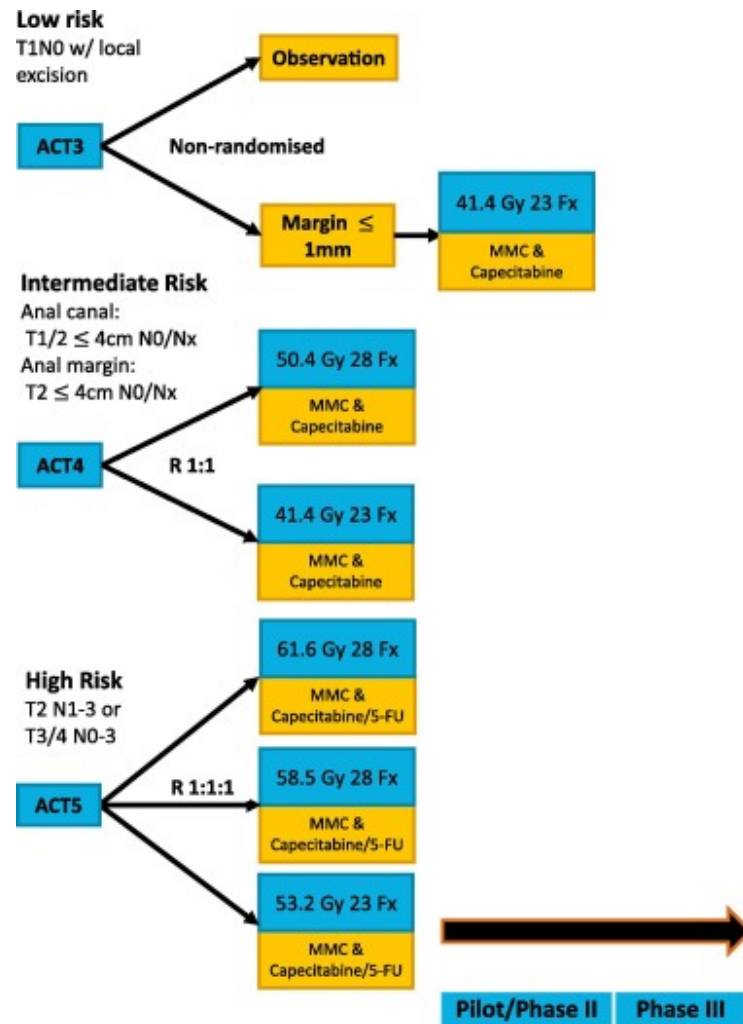 Low risk
T1N0 w/ local
excision
Observation
ACT3
Non-randomised
Margin ≤
1mm
41.4 Gy 23 Fx
MMC &
Capecitabine
Intermediate Risk
Anal canal:
T1/2 ≤ 4cm N0/Nx
Anal margin:
T2 ≤ 4cm N0/Nx
50.4 Gy 28 Fx
MMC &
Capecitabine
ACT4
R 1:1
41.4 Gy 23 Fx
MMC &
Capecitabine
High Risk
T2 N1-3 or
T3/4 N0-3
61.6 Gy 28 Fx
MMC &
Capecitabine/5-FU
ACT5
R 1:1:1
58.5 Gy 28 Fx
MMC &
Capecitabine/5-FU
53.2 Gy 23 Fx
MMC &
Capecitabine/5-FU
Pilot/Phase II
Phase III